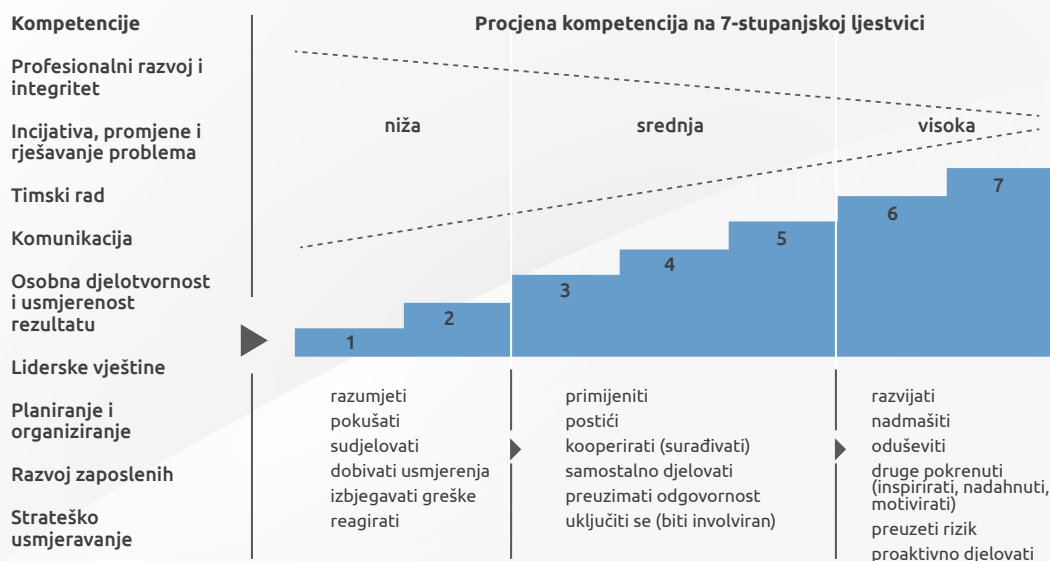 Kompetencije
Profesionalni razvoj i
integritet
Incijativa, promjene i
rješavanje problema
Timski rad
Komunikacija
Osobna djelotvornost
i usmjerenost
rezultatu
Liderske vještine
Planiranje i
organiziranje
Razvoj zaposlenih
Strateško
usmjeravanje
Procjena kompetencija na 7-stupanjskoj ljestvici
niža
srednja
visoka
1
2
3
4
5
6
7
razumjeti
pokušati
sudjelovati
dobivati usmjerenja
izbjegavati greške
reagirati
primijeniti
postići
kooperirati (surađivati)
samostalno djelovati
preuzimati odgovornost
uključiti se (biti involviran)
razvijati
nadmašiti
oduševiti
druge pokrenuti
(inspirirati, nadahnuti,
motivirati)
preuzeti rizik
proaktivno djelovati